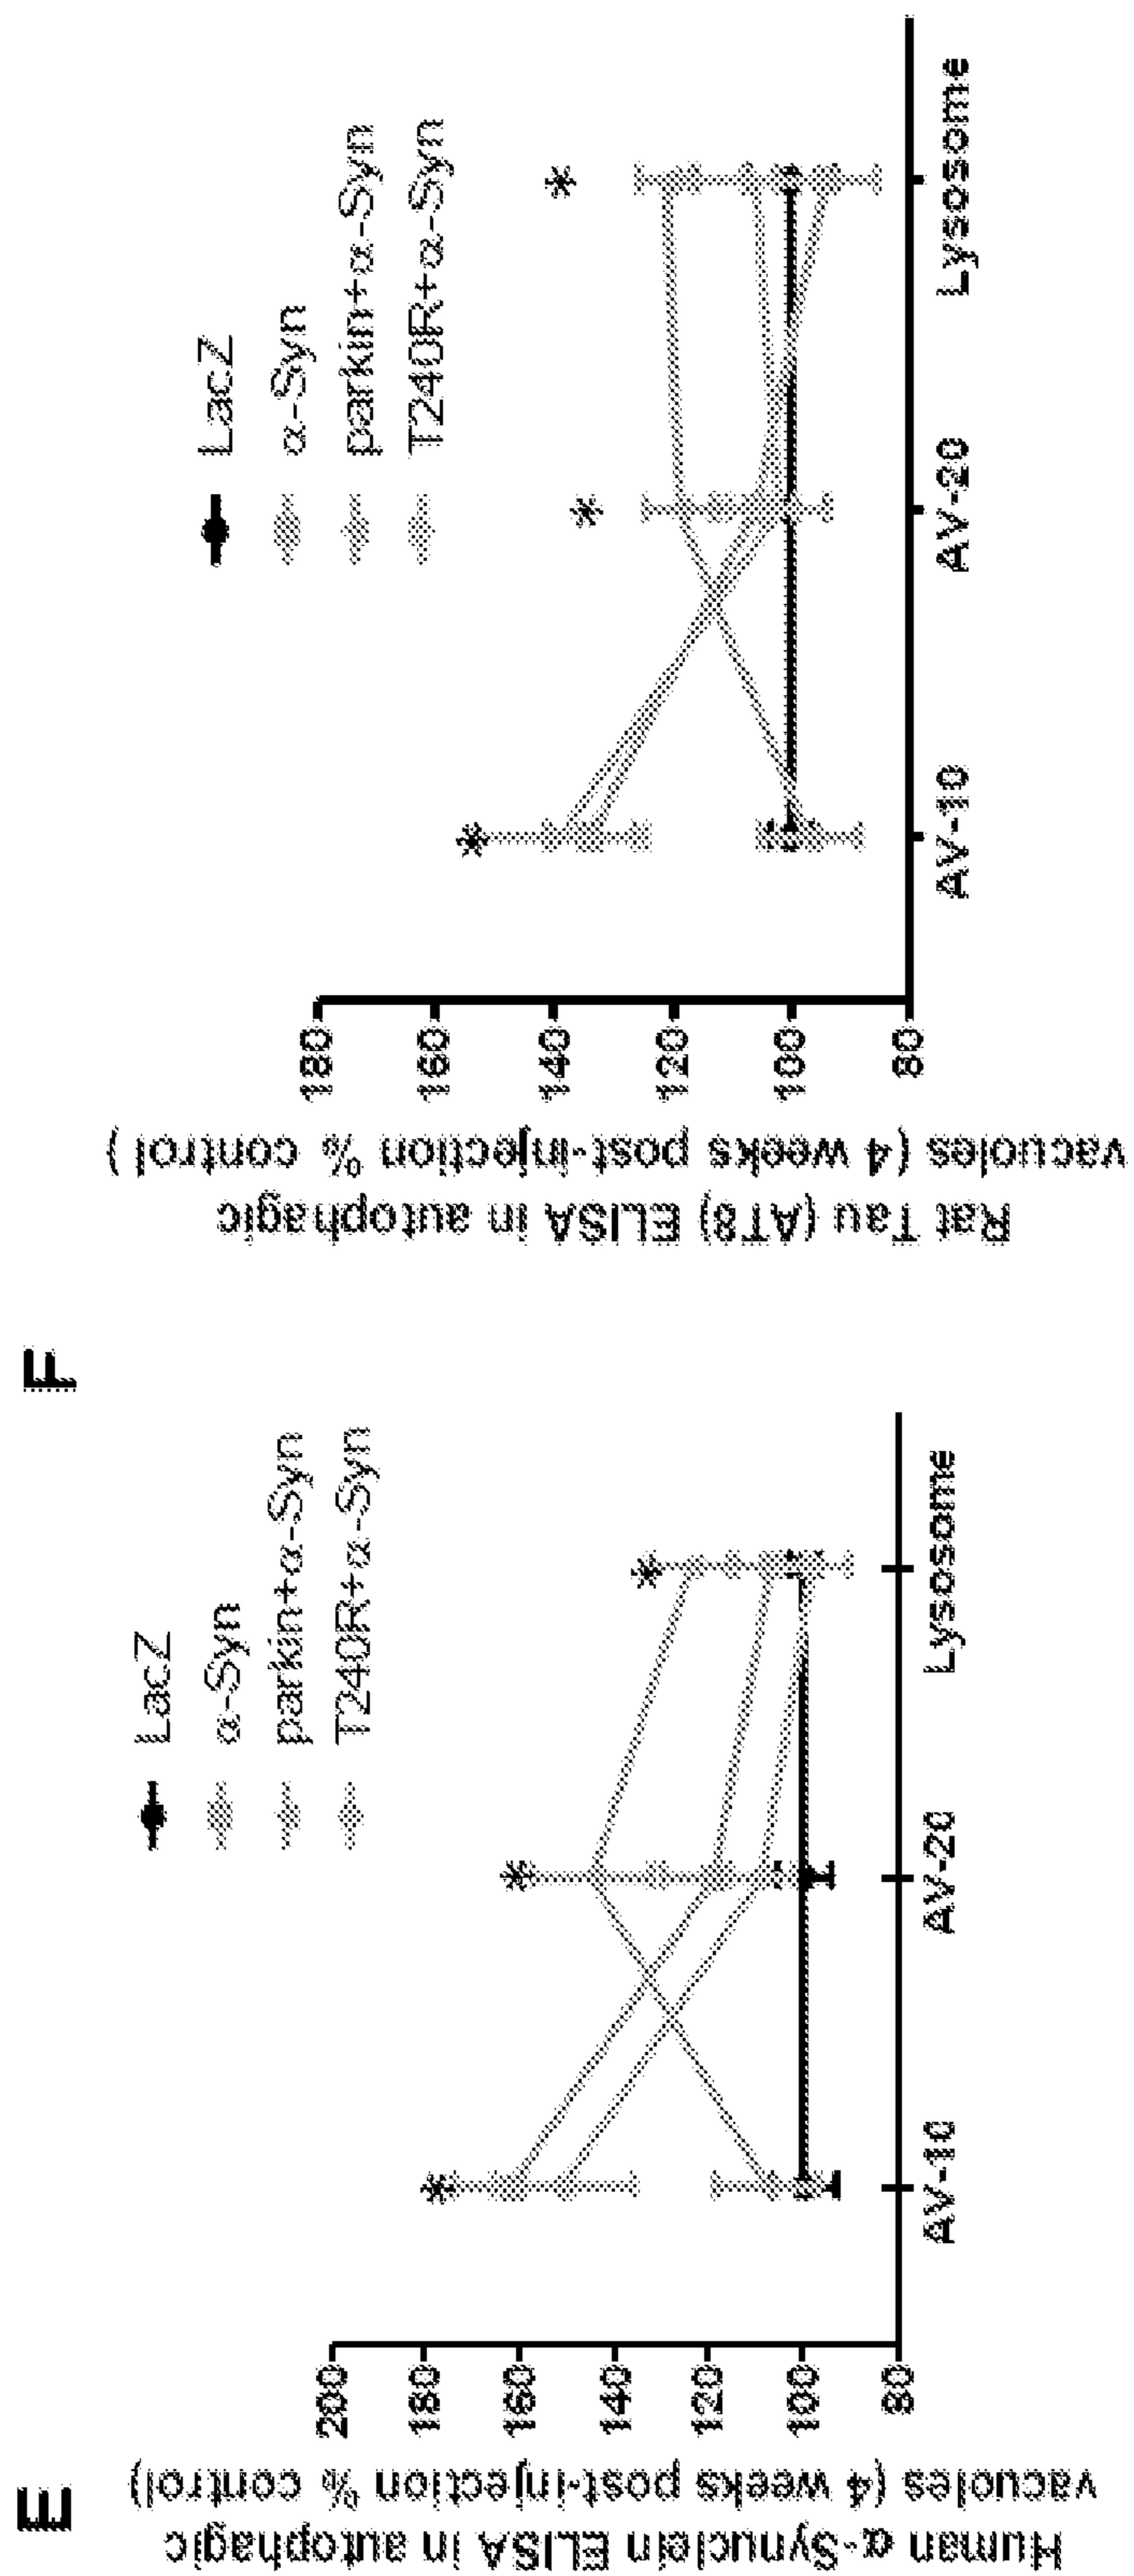 E
Human α-Synuclein ELISA in autophagic
vacuoles (4 weeks post-injection % control)
200
180
160
140
120
100
80
AV-10
AV-20
Lysosome
LacZ
α-Syn
parkin+α-Syn
T240R+α-Syn
*
*
*
F
Rat Tau (AT8) ELISA in autophagic
vacuoles (4 weeks post-injection % control)
180
160
140
120
100
80
AV-10
AV-20
Lysosome
LacZ
α-Syn
parkin+α-Syn
T240R+α-Syn
*
*
*